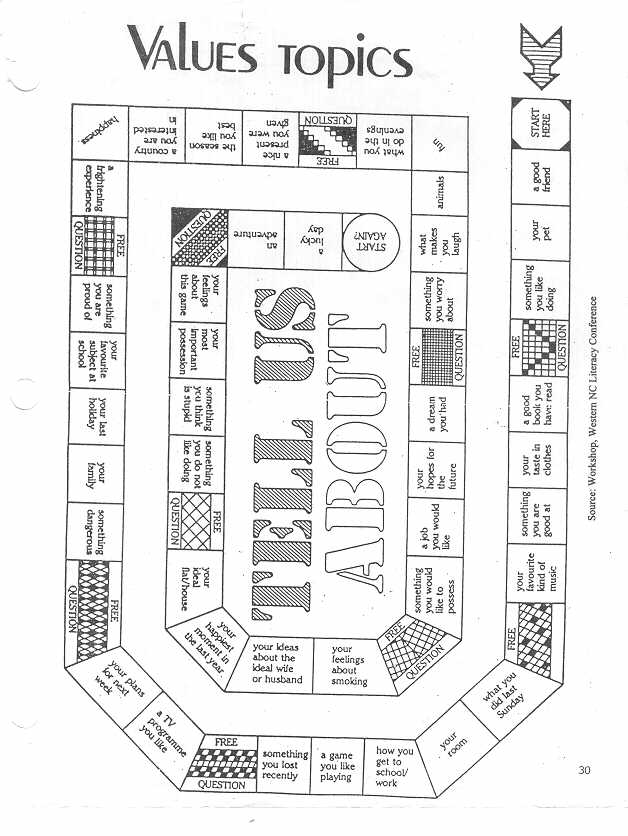 VALUES TOPICS
START
HERE
a good
friend
your
pet
something
you like
doing
FREE
QUESTION
a good
book you
have read
your
taste in
clothes
something
you are
good at
your
favourite
kind of
music
FREE
what you
did last
Sunday
your
room
how you
get to
school/
work
a game
you like
playing
something
you lost
recently
FREE
QUESTION
a TV
programme
you like
your plans
for next
week
FREE
QUESTION
something
dangerous
your
family
your last
holiday
your
favourite
subject at
school
something
you are
proud of
FREE
QUESTION
a
frightening
experience
happiness
a country
you are
interested
in
the season
you like
best
a nice
present
you were
given
FREE
QUESTION
what you
do in the
evenings
fun
animals
what
makes
you
laugh
something
you worry
about
FREE
QUESTION
a dream
you had
your
hopes for
the
future
a job
you would
like
something
you would
like to
possess
FREE
QUESTION
your
feelings
about
smoking
your ideas
about the
ideal wife
or husband
your
happiest
moment in
the last year
your
ideal
flat/house
FREE
QUESTION
something
you do not
like doing
something
you think
is stupid
your
most
important
possession
your
feelings
about
this game
FREE
QUESTION
an
adventure
a
lucky
day
START
AGAIN?
TELL US
ABOUT
Source: Workshop, Western NC Literacy Conference
30